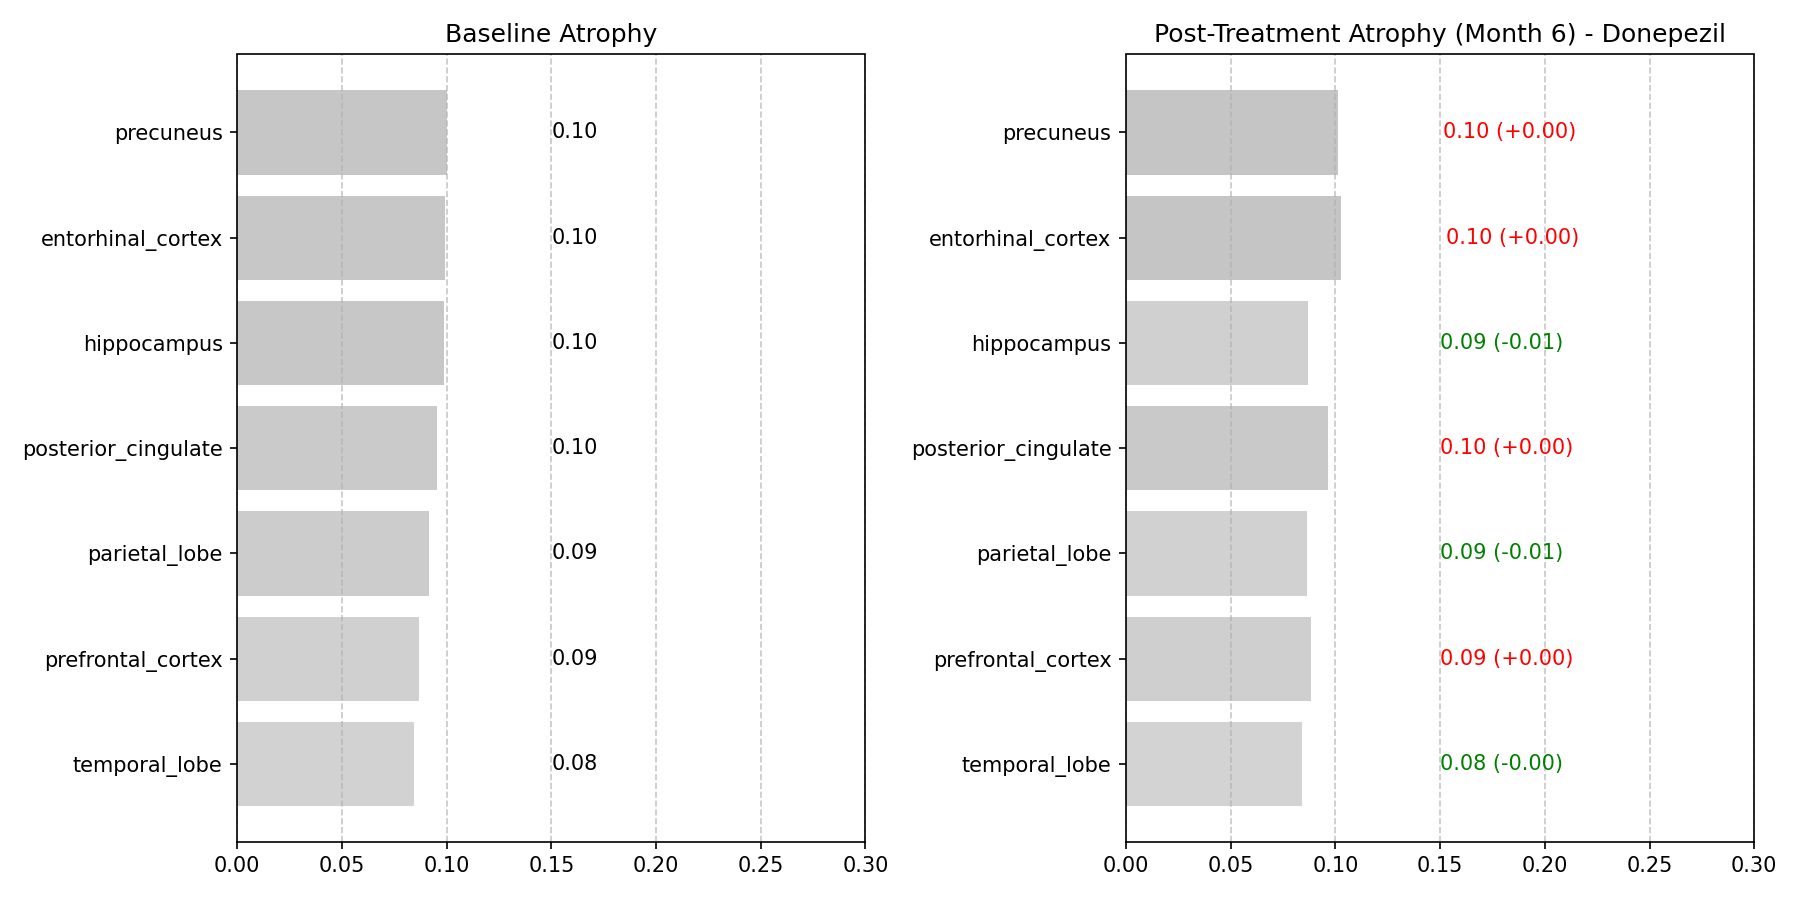 Baseline Atrophy
precuneus
0.10
entorhinal_cortex
0.10
hippocampus
0.10
posterior_cingulate
0.10
parietal_lobe
0.09
prefrontal_cortex
0.09
temporal_lobe
0.08
0.00 0.05 0.10 0.15 0.20 0.25 0.30
Post-Treatment Atrophy (Month 6) - Donepezil
precuneus
0.10 (+0.00)
entorhinal_cortex
0.10 (+0.00)
hippocampus
0.09 (-0.01)
posterior_cingulate
0.10 (+0.00)
parietal_lobe
0.09 (-0.01)
prefrontal_cortex
0.09 (+0.00)
temporal_lobe
0.08 (-0.00)
0.00 0.05 0.10 0.15 0.20 0.25 0.30